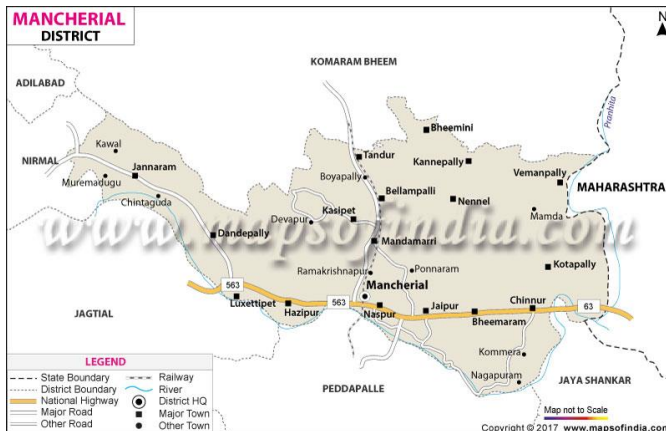 MANCHERIAL
DISTRICT
N
KOMARAM BHEEM
ADILABAD
Pranhita
Bheemini
Kawal
Tandur
Kannepally
NIRMAL
Jannaram
Boyapally
Vemanpally
Muremadugu
MAHARASHTRA
Bellampalli
Nennel
Chintaguda
Mamda
Kasipet
Devapur
www.mapsofindia.com
Dandepally
Mandamarri
Kotapally
Ramakrishnapur
Ponnaram
563
Mancherial
Luxettipet
Hazipur
563
Naspur
Jaipur
Chinnur
63
Bheemaram
JAGTIAL
Kommera
LEGEND
State Boundary
Railway
District Boundary
River
National Highway
District HQ
Major Road
Major Town
Other Road
Other Town
PEDDAPALLE
Nagapuram
JAYA SHANKAR
Map not to Scale
Copyright © 2017 www.mapsofindia.com